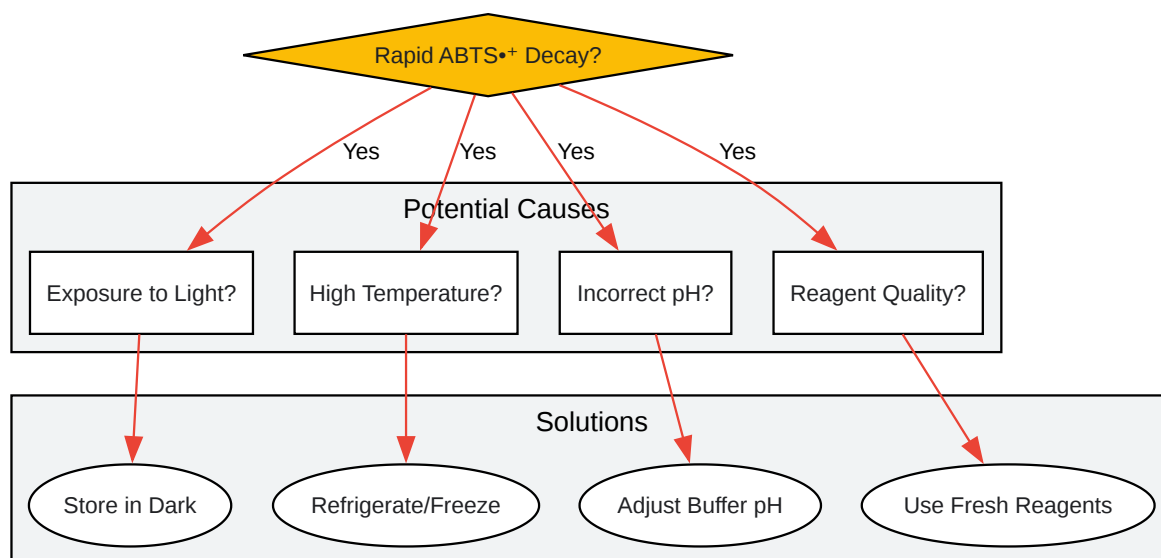 Rapid ABTS•⁺ Decay?
Yes
Yes
Yes
Yes
Potential Causes
Exposure to Light?
High Temperature?
Incorrect pH?
Reagent Quality?
Solutions
Store in Dark
Refrigerate/Freeze
Adjust Buffer pH
Use Fresh Reagents